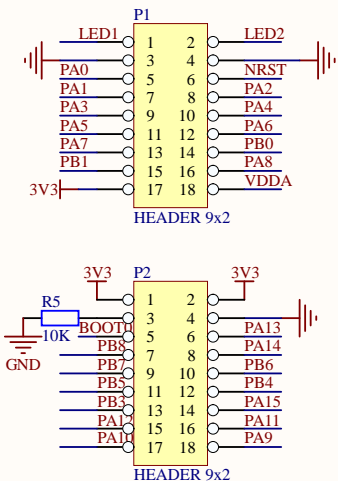 P1
LED1 1 2 LED2
3 4
PA0 5 6 NRST
PA1 7 8 PA2
PA3 9 10 PA4
PA5 11 12 PA6
PA7 13 14 PB0
PB1 15 16 PA8
3V3 17 18 VDDA
HEADER 9x2
P2
3V3 3V3
1 2
R5
3 4
10K
BOOT0 5 6 PA13
GND
PB8 7 8 PA14
PB7 9 10 PB6
PB5 11 12 PB4
PB3 13 14 PA15
PA12 15 16 PA11
PA10 17 18 PA9
HEADER 9x2